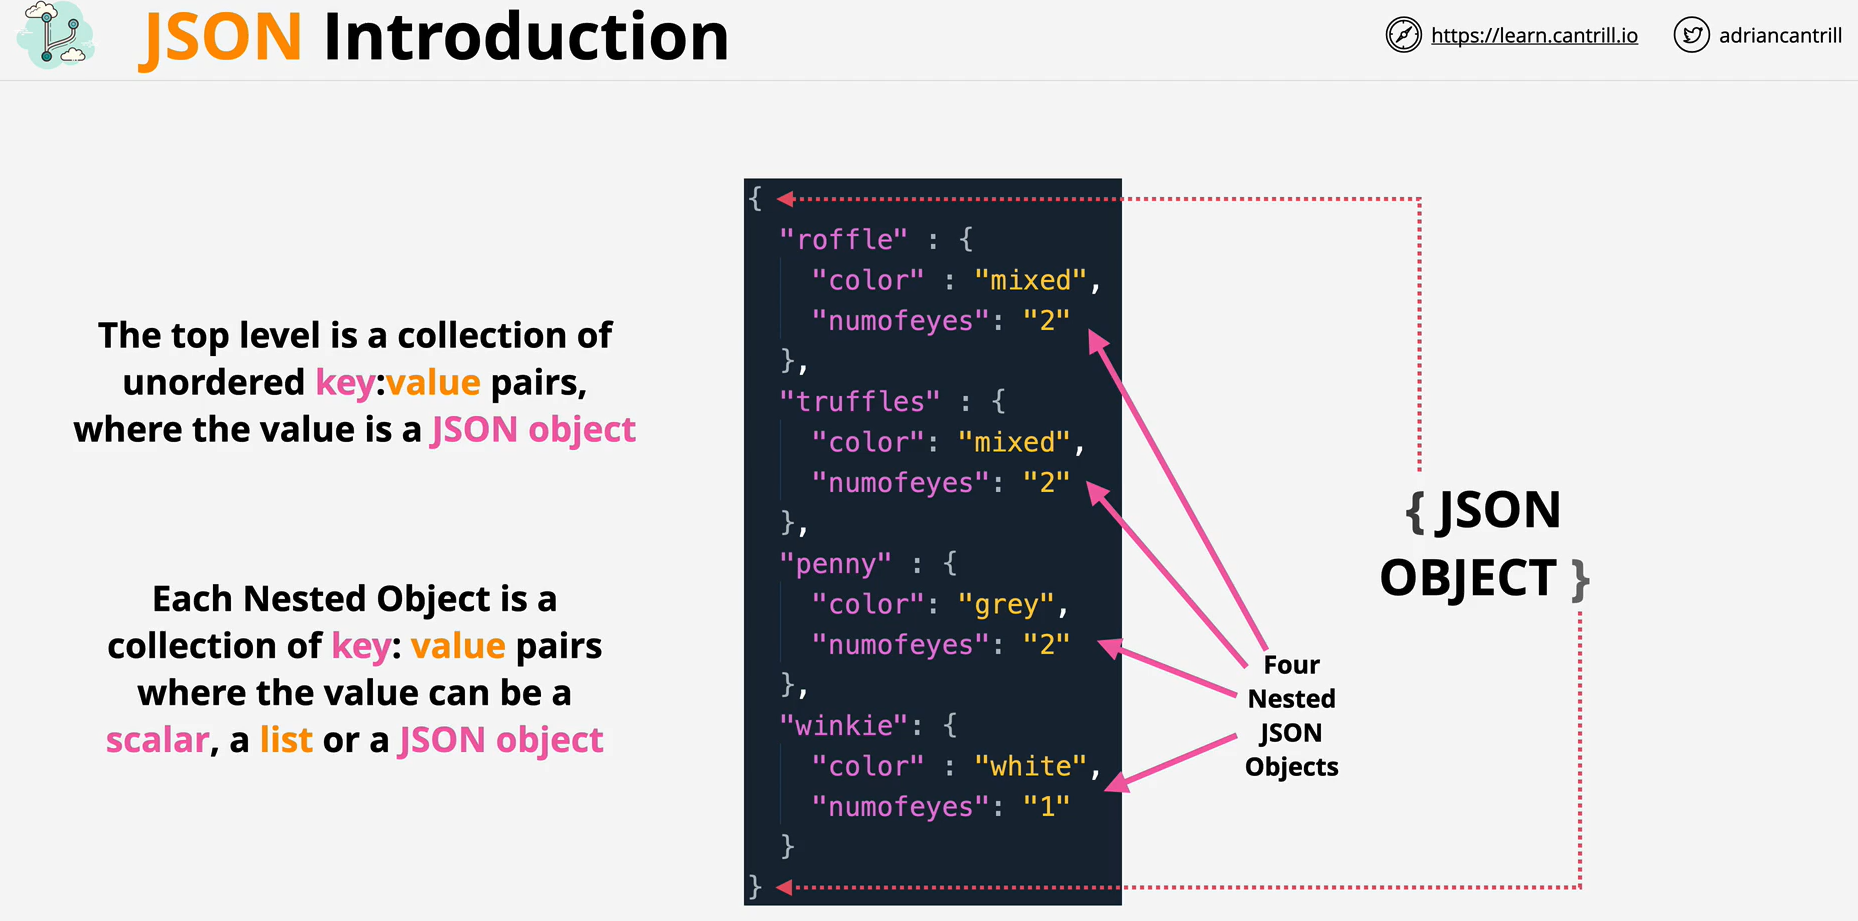 JSON Introduction
https://learn.cantrill.io
adriancantrill
The top level is a collection of
unordered key:value pairs,
where the value is a JSON object
Each Nested Object is a
collection of key: value pairs
where the value can be a
scalar, a list or a JSON object
{
"roffle" : {
"color" : "mixed",
"numofeyes": "2"
},
"truffles" : {
"color": "mixed",
"numofeyes": "2"
},
"penny" : {
"color": "grey",
"numofeyes": "2"
},
"winkie": {
"color" : "white",
"numofeyes": "1"
}
}
Four
Nested
JSON
Objects
{ JSON
OBJECT }